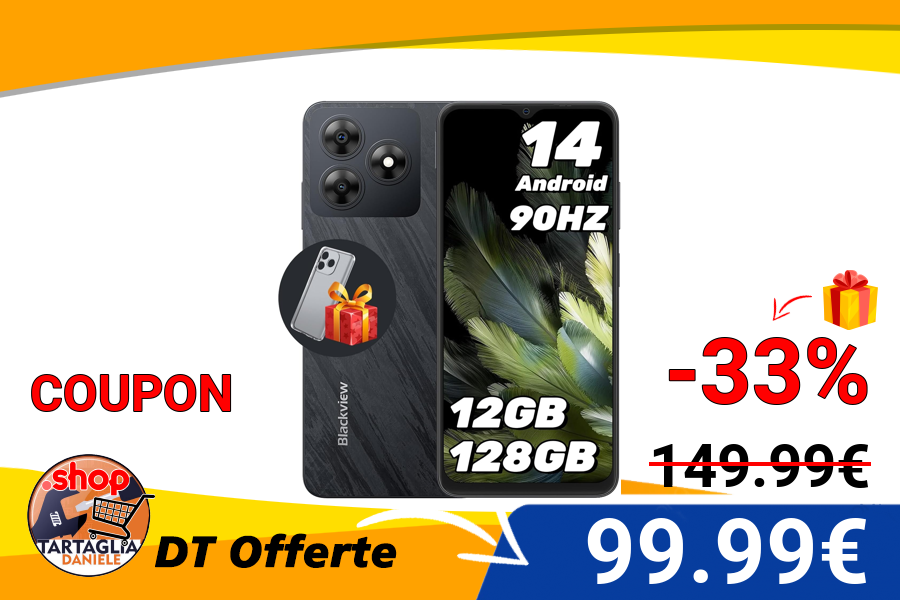 14
Android
90HZ
-33%
COUPON
Blackview
12GB
128GB
149.99€
.shop
TARTAGLIA
DANIELE
DT Offerte
99.99€